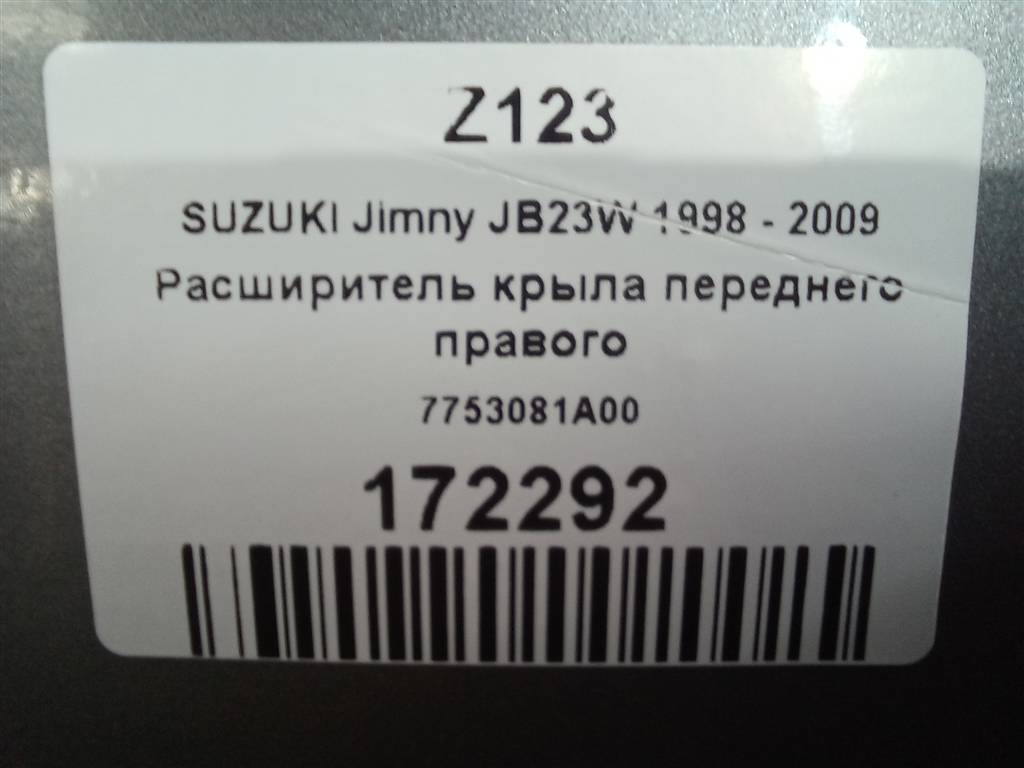 Z123
SUZUKI Jimny JB23W 1998 - 2009
Расширитель крыла переднего
правого
7753081A00
172292